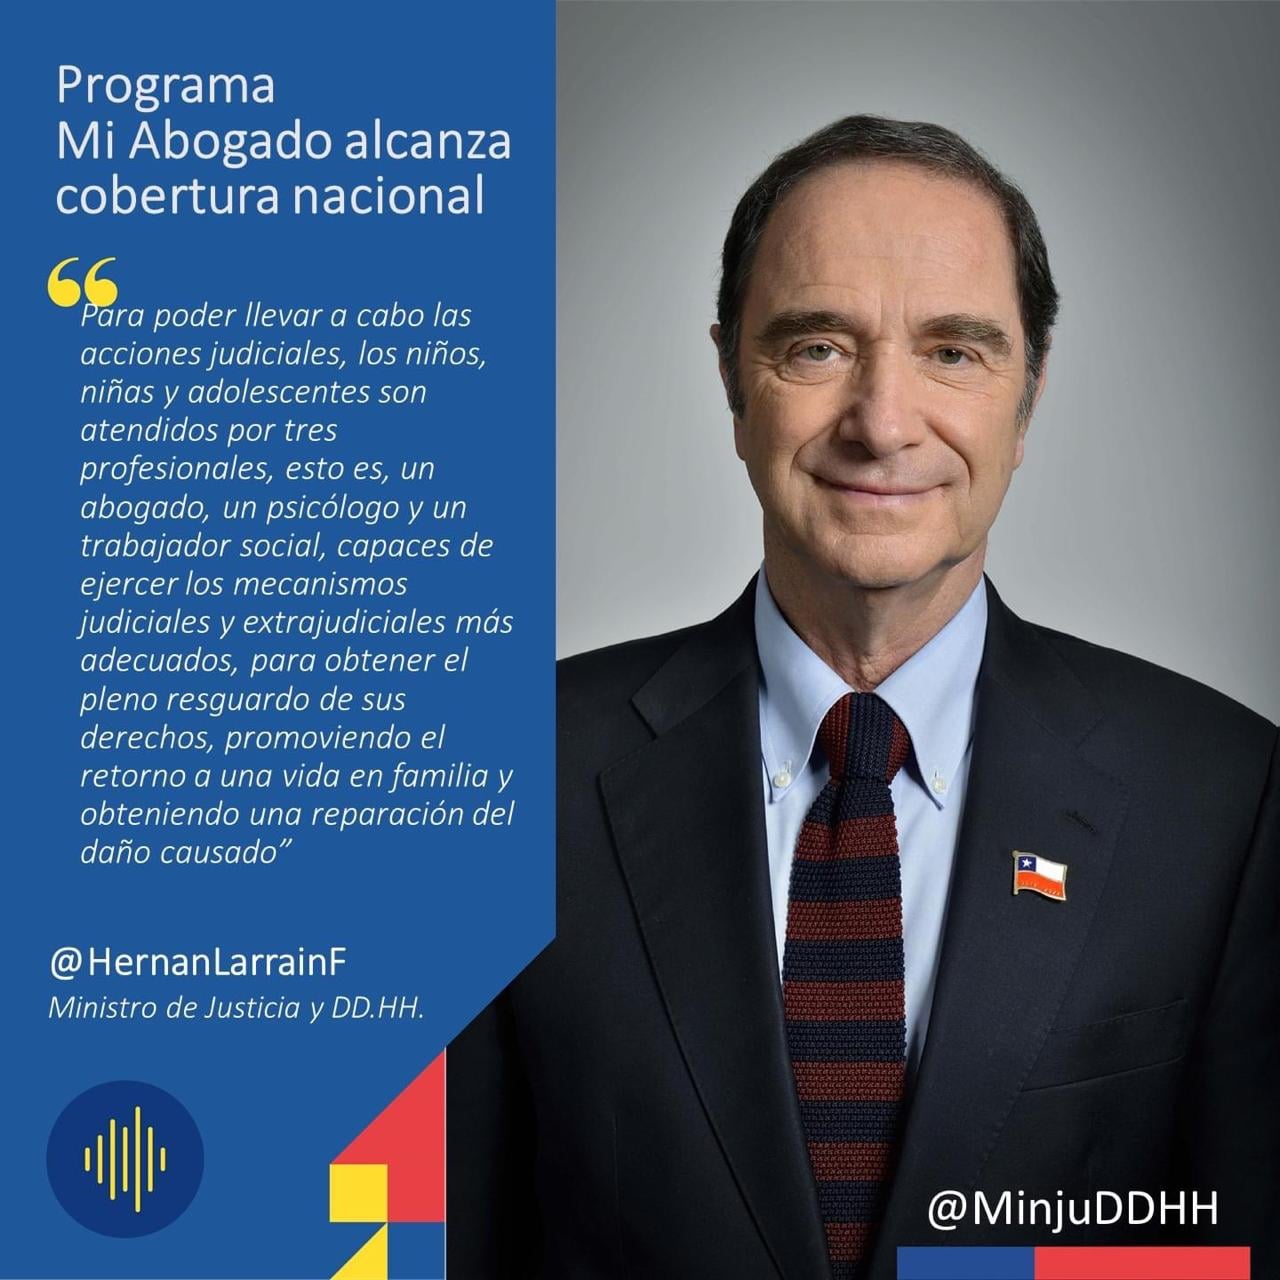 Programa
Mi Abogado alcanza
cobertura nacional
“
Para poder llevar a cabo las
acciones judiciales, los niños,
niñas y adolescentes son
atendidos por tres
profesionales, esto es, un
abogado, un psicólogo y un
trabajador social, capaces de
ejercer los mecanismos
judiciales y extrajudiciales más
adecuados, para obtener el
pleno resguardo de sus
derechos, promoviendo el
retorno a una vida en familia y
obteniendo una reparación del
daño causado”
@HernanLarrainF
Ministro de Justicia y DD.HH.
@MinjuDDHH